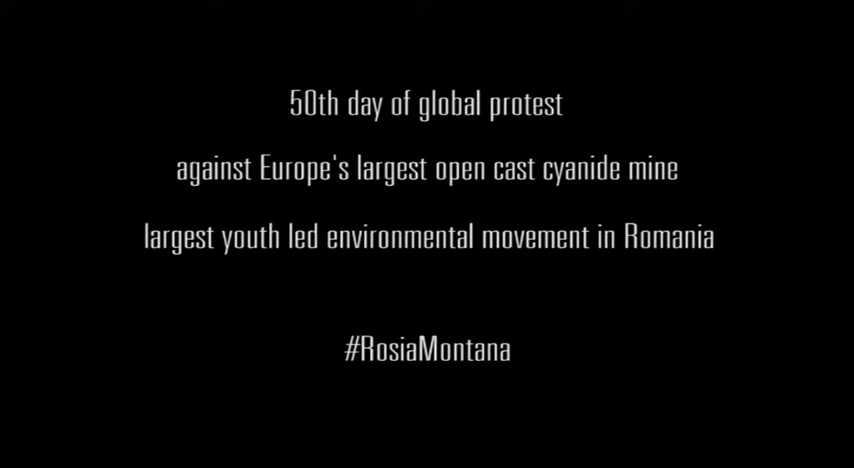 50th day of global protest
against Europe's largest open cast cyanide mine
largest youth led environmental movement in Romania
#RosiaMontana